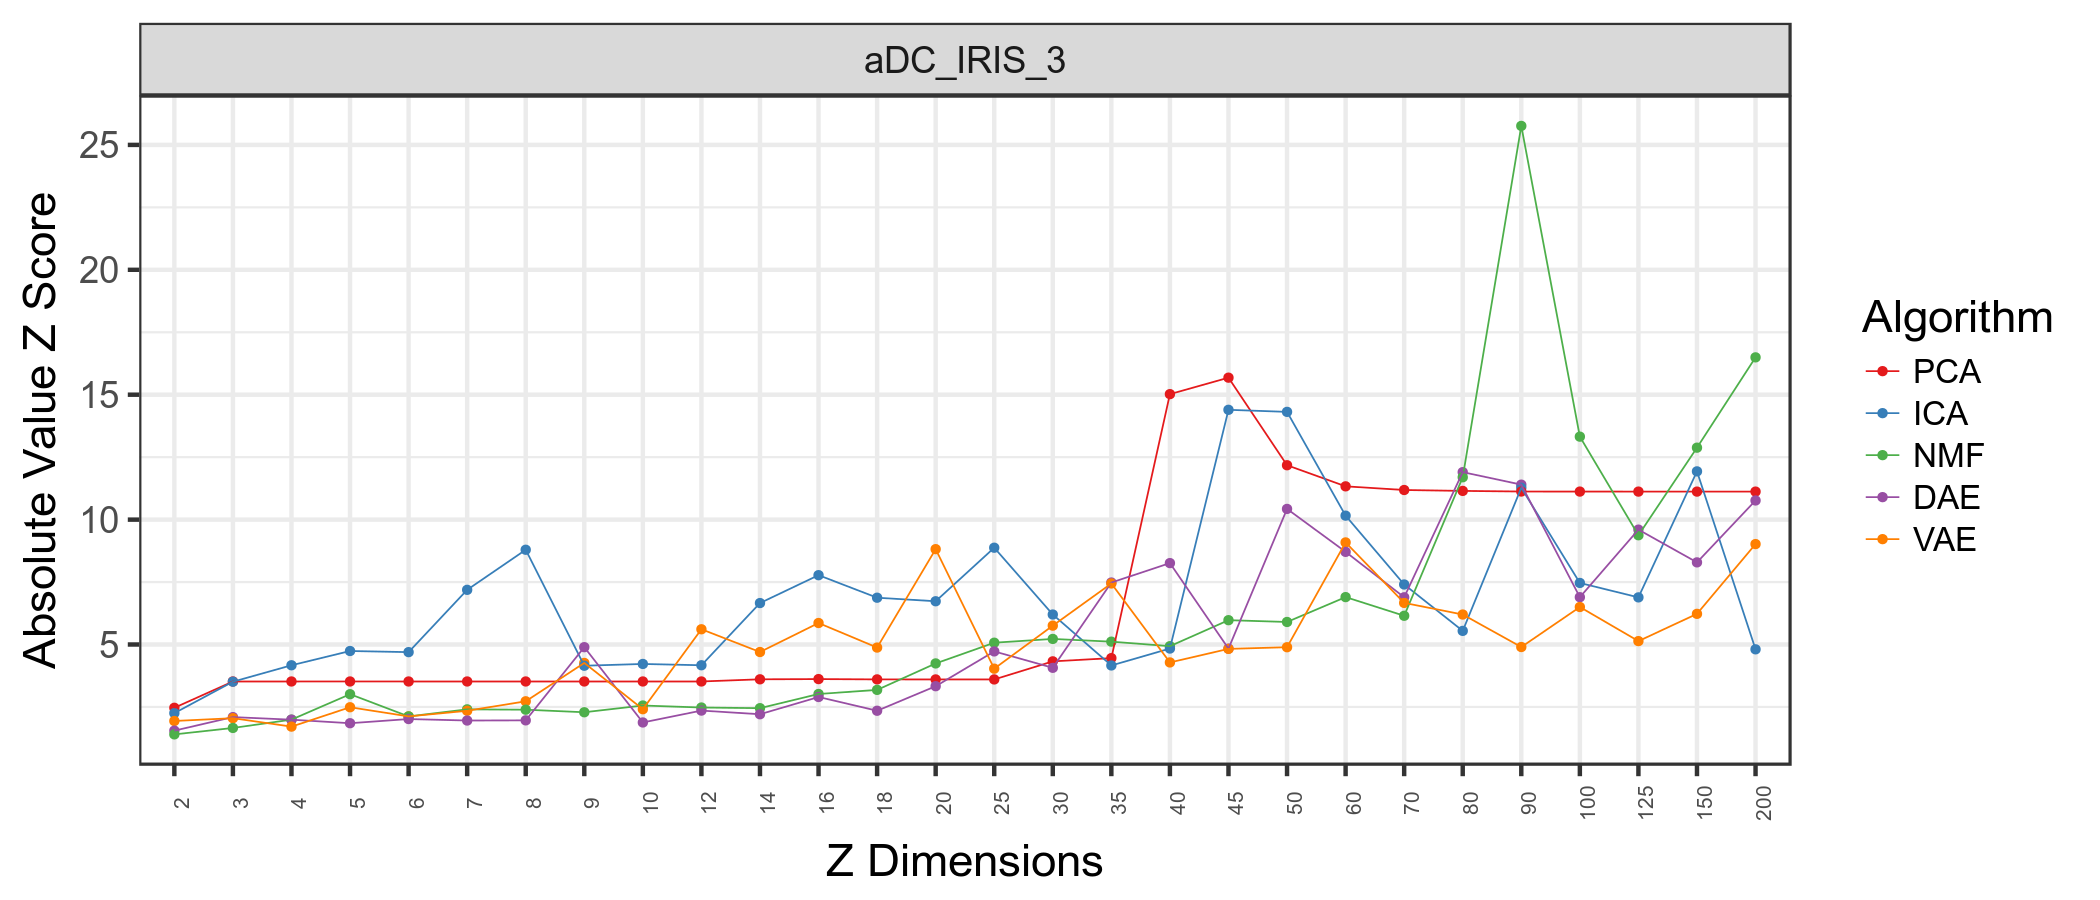 aDC_IRIS_3
Absolute Value Z Score
25
20
15
10
5
2 3 4 5 6 7 8 9 10 12 14 16 18 20 25 30 35 40 45 50 60 70 80 90 100 125 150 200
Z Dimensions
Algorithm
PCA
ICA
NMF
DAE
VAE